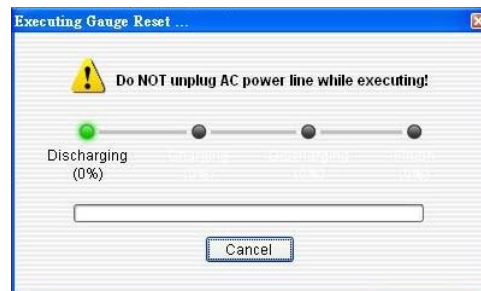 Executing Gauge Reset ...
Do NOT unplug AC power line while executing!
Discharging
(0%)
Cancel